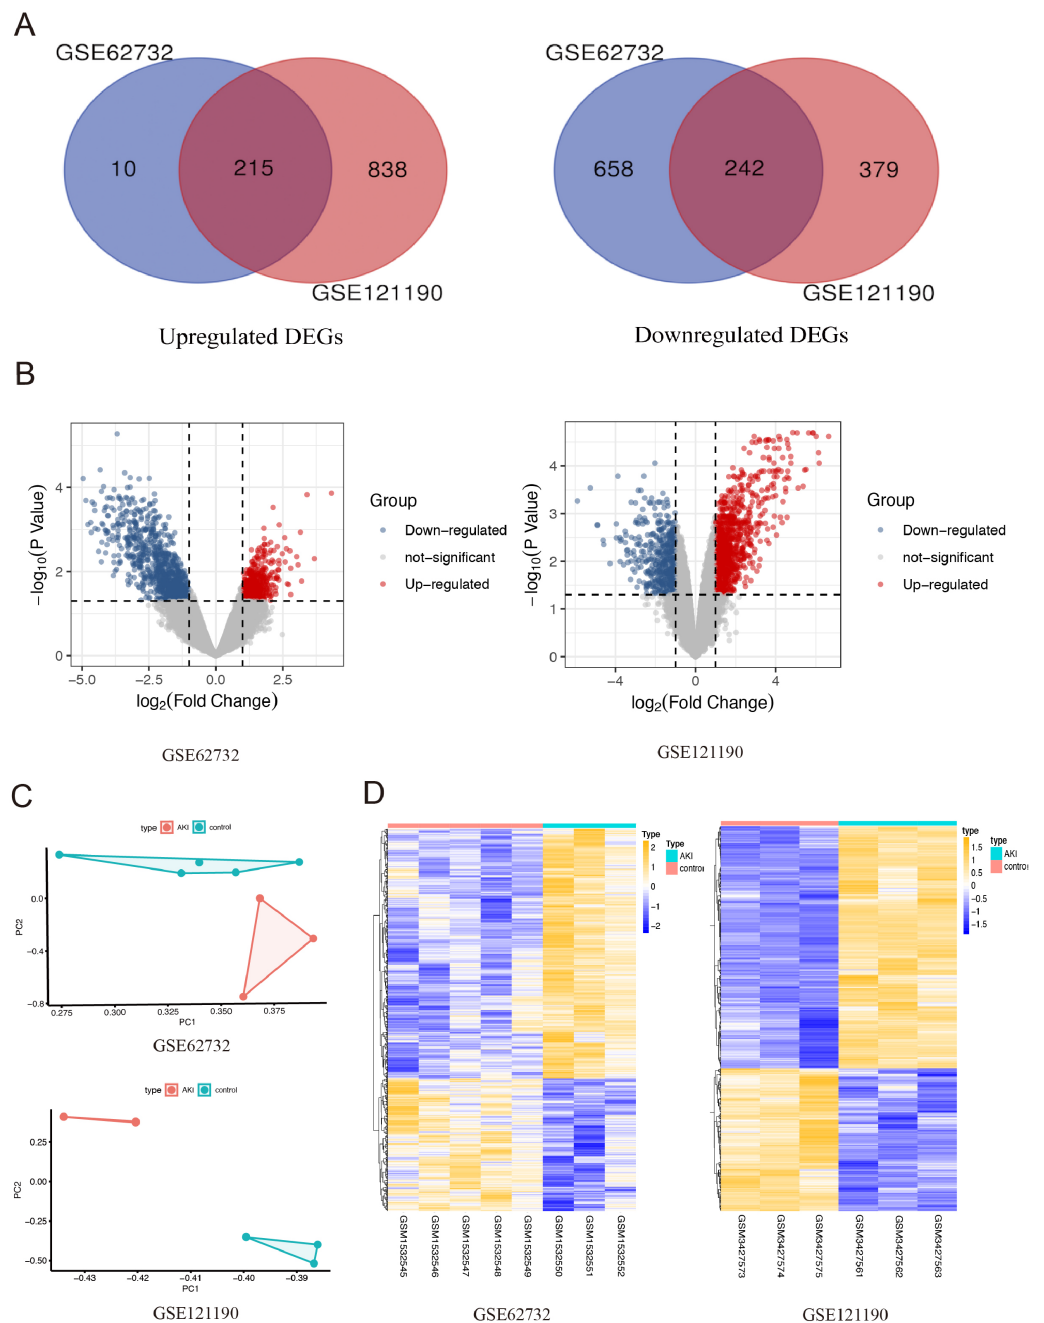 A
GSE62732
10
215
838
GSE121190
Upregulated DEGs
GSE62732
658
242
379
GSE121190
Downregulated DEGs
B
−log10(P Value)
4
2
0
−5.0
−2.5
0.0
2.5
log2(Fold Change)
Group
Down−regulated
not−significant
Up−regulated
GSE62732
−log10(P Value)
4
3
2
1
0
−4
0
4
log2(Fold Change)
Group
Down−regulated
not−significant
Up−regulated
GSE121190
C
type AKI control
PC2
0.0
−0.4
−0.8
0.275
0.300
0.325
0.350
0.375
PC1
GSE62732
type AKI control
PC2
0.25
0.00
−0.25
−0.50
−0.43
−0.42
−0.41
−0.40
−0.39
PC1
GSE121190
D
Type
2
1
0
−1
−2
Type
AKI
control
GSM1532545
GSM1532546
GSM1532547
GSM1532548
GSM1532549
GSM1532550
GSM1532551
GSM1532552
GSE62732
type
1.5
1
0.5
0
−0.5
−1
−1.5
type
AKI
control
GSM3427573
GSM3427574
GSM3427575
GSM3427561
GSM3427562
GSM3427563
GSE121190